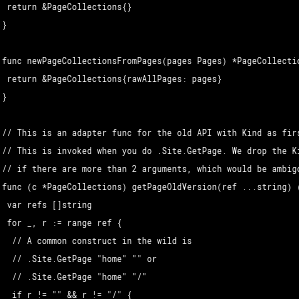 return &PageCollections{}
}
func newPageCollectionsFromPages(pages Pages) *PageCollectio
return &PageCollections{rawAllPages: pages}
}
// This is an adapter func for the old API with Kind as firs
// This is invoked when you do .Site.GetPage. We drop the Ki
// if there are more than 2 arguments, which would be ambigu
func (c *PageCollections) getPageOldVersion(ref ...string) (
var refs []string
for _, r := range ref {
// A common construct in the wild is
// .Site.GetPage "home" "" or
// .Site.GetPage "home" "/"
if r != "" && r != "/" {